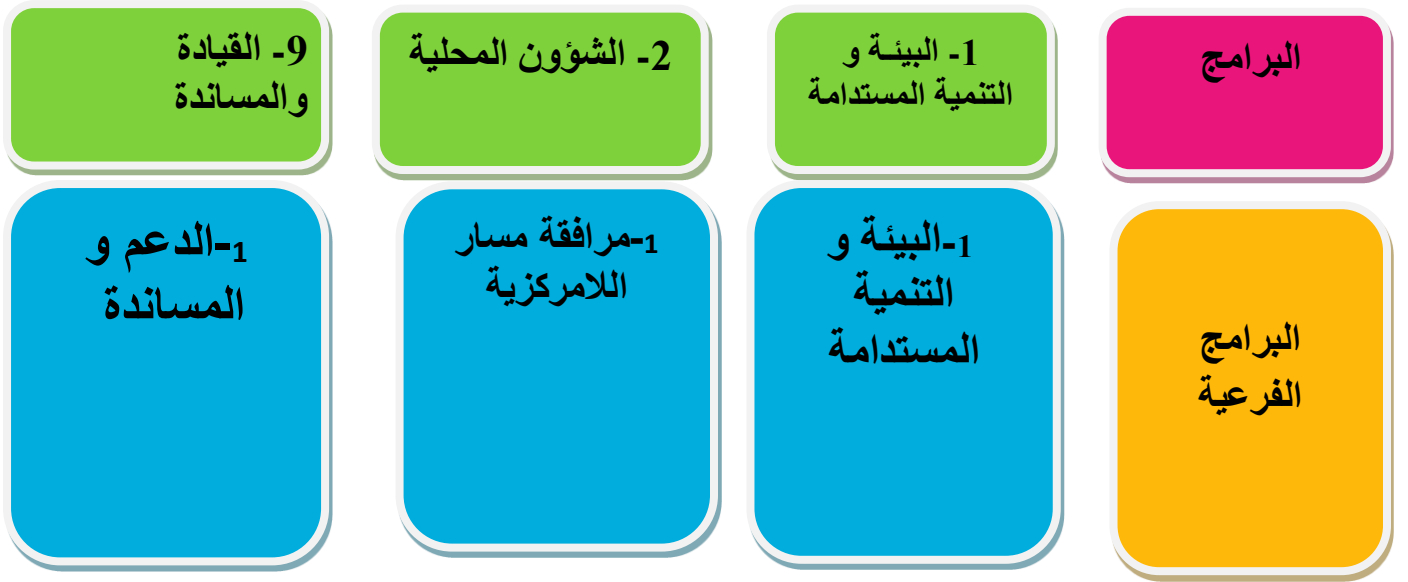 البرامج
1- البيئـة و
التنمية المستدامة
2- الشؤون المحلية
9- القيادة
والمساندة
البرامج
الفرعية
1-البيئة و
التنمية
المستدامة
1-مرافقة مسار
اللامركزية
1-الدعم و
المساندة